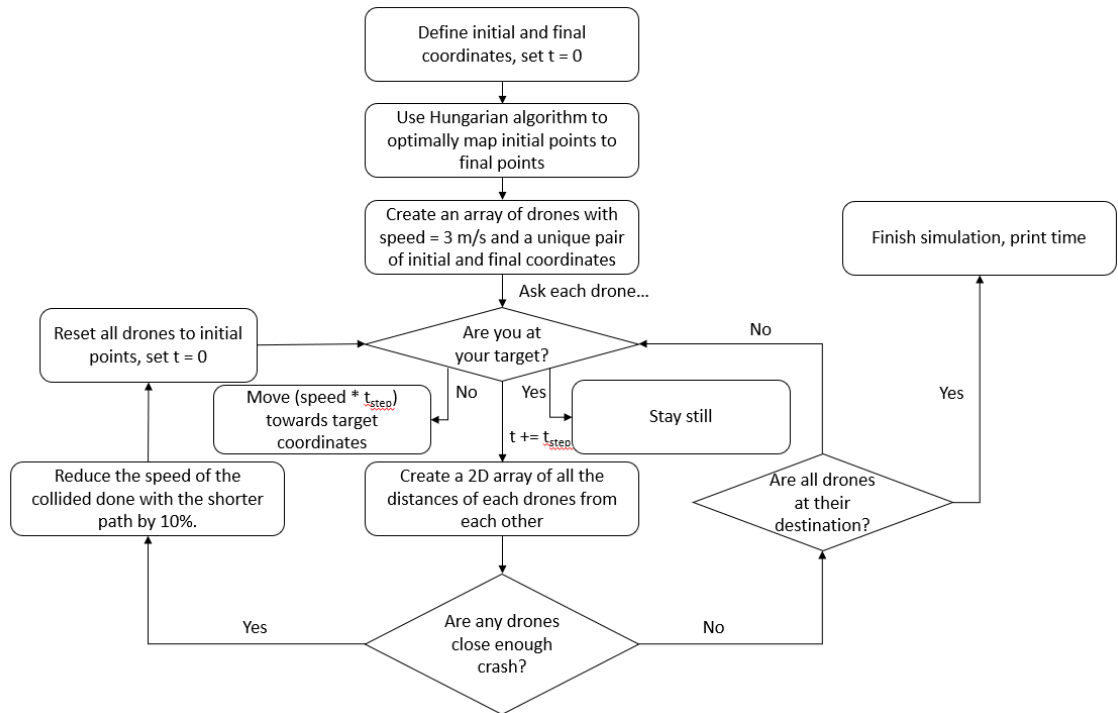 Define initial and final
coordinates, set t = 0
Use Hungarian algorithm to
optimally map initial points to
final points
Create an array of drones with
speed = 3 m/s and a unique pair
of initial and final coordinates
Finish simulation, print time
Ask each drone...
Reset all drones to initial
points, set t = 0
Are you at
your target?
No
No
Yes
Move (speed * tstep)
towards target
coordinates
Stay still
Yes
t += tstep
Reduce the speed of the
collided done with the shorter
path by 10%.
Create a 2D array of all the
distances of each drones from
each other
Are all drones
at their
destination?
Are any drones
close enough
crash?
Yes
No